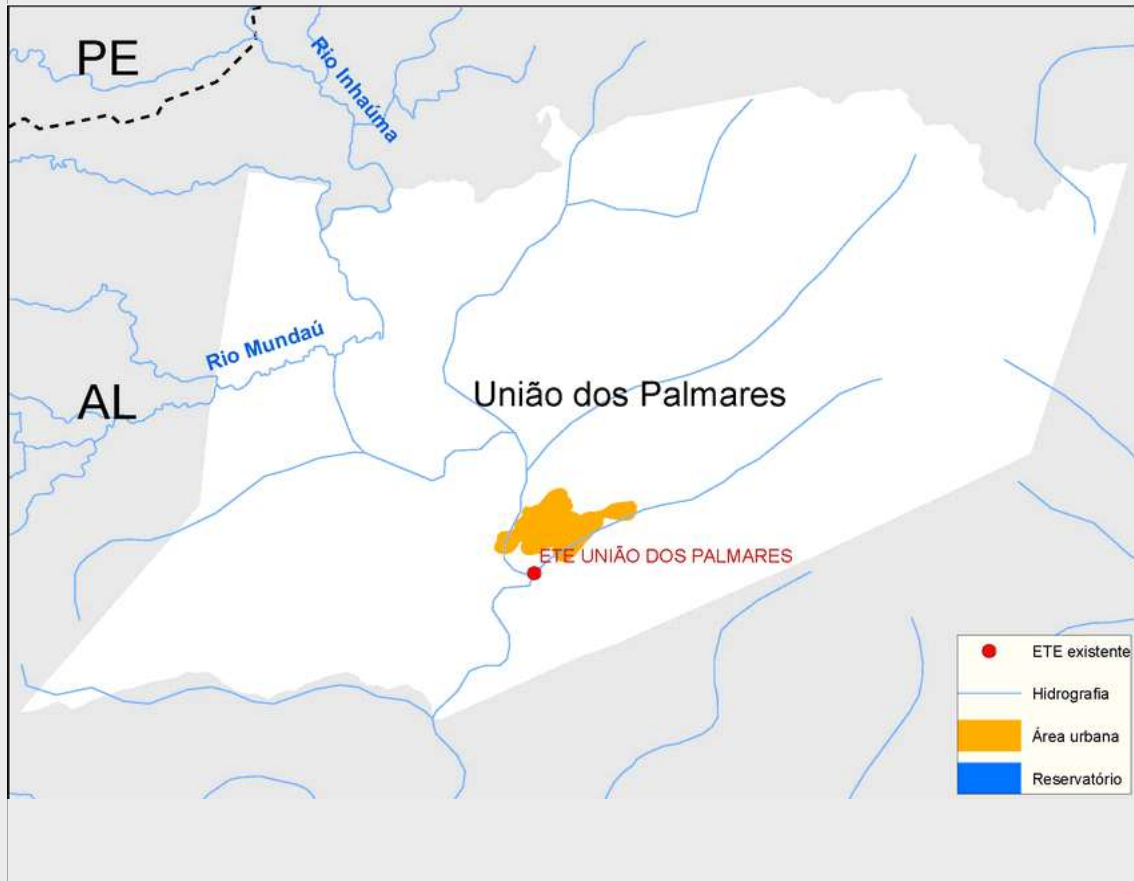 PE
Rio Inhaúma
Rio Mundaú
AL
União dos Palmares
ETE UNIÃO DOS PALMARES
ETE existente
Hidrografia
Área urbana
Reservatório